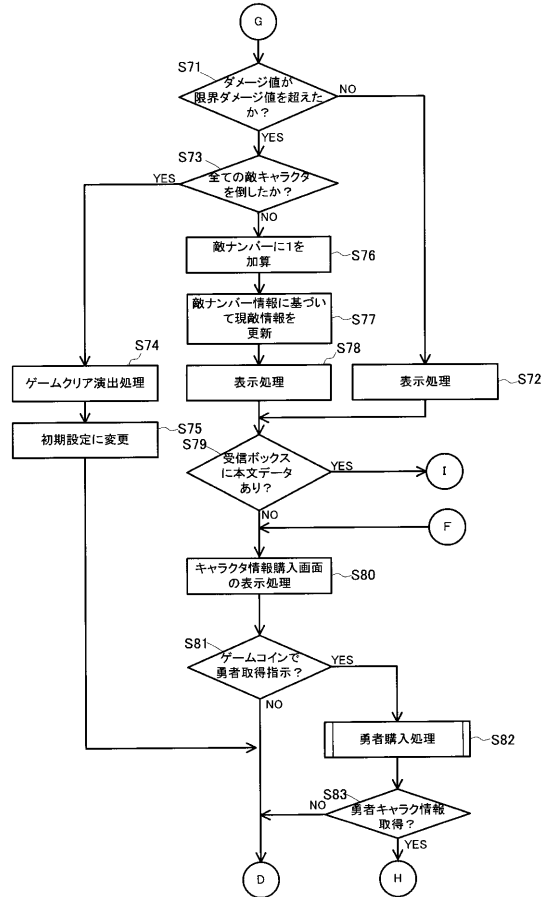 G
S71
ダメージ値が
限界ダメージ値を超えた
か？
NO
YES
S73
全ての敵キャラクタ
を倒したか？
YES
NO
敵ナンバーに1を
加算
S76
敵ナンバー情報に基づい
て現敵情報を
更新
S77
S74
ゲームクリア演出処理
S78
表示処理
表示処理
S72
S75
初期設定に変更
S79
受信ボックス
に本文データ
あり？
YES
I
NO
F
キャラクタ情報購入画面
の表示処理
S80
S81
ゲームコインで
勇者取得指示？
YES
NO
勇者購入処理
S82
S83
勇者キャラク情報
取得？
NO
YES
D
H